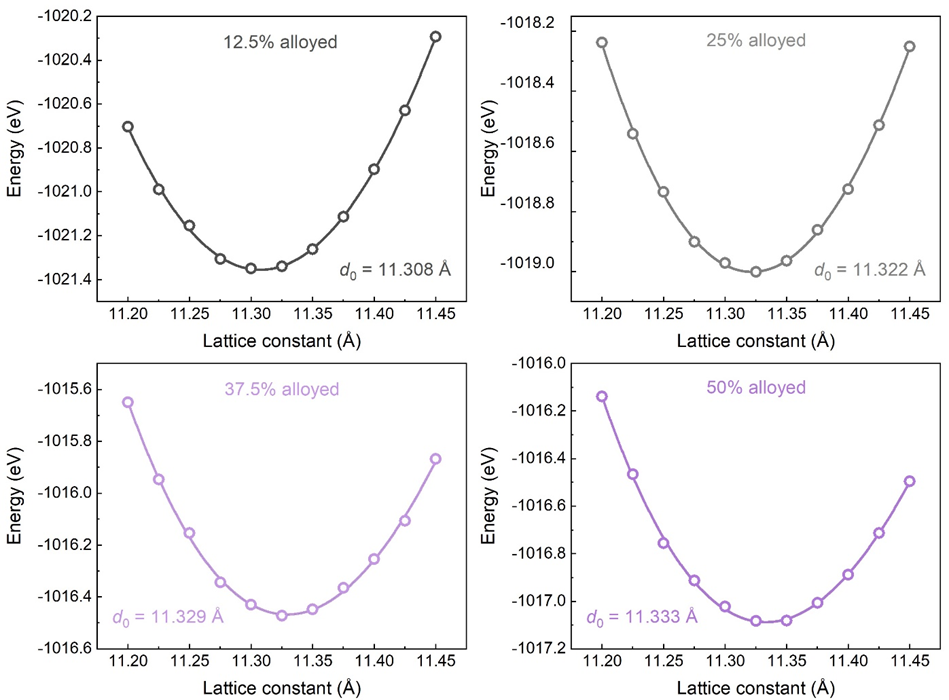 12.5% alloyed
Energy (eV)
-1020.2
-1020.4
-1020.6
-1020.8
-1021.0
-1021.2
-1021.4
d0 = 11.308 Å
11.20 11.25 11.30 11.35 11.40 11.45
Lattice constant (Å)
25% alloyed
Energy (eV)
-1018.2
-1018.4
-1018.6
-1018.8
-1019.0
d0 = 11.322 Å
11.20 11.25 11.30 11.35 11.40 11.45
Lattice constant (Å)
37.5% alloyed
Energy (eV)
-1015.6
-1015.8
-1016.0
-1016.2
-1016.4
-1016.6
d0 = 11.329 Å
11.20 11.25 11.30 11.35 11.40 11.45
Lattice constant (Å)
50% alloyed
Energy (eV)
-1016.0
-1016.2
-1016.4
-1016.6
-1016.8
-1017.0
-1017.2
d0 = 11.333 Å
11.20 11.25 11.30 11.35 11.40 11.45
Lattice constant (Å)